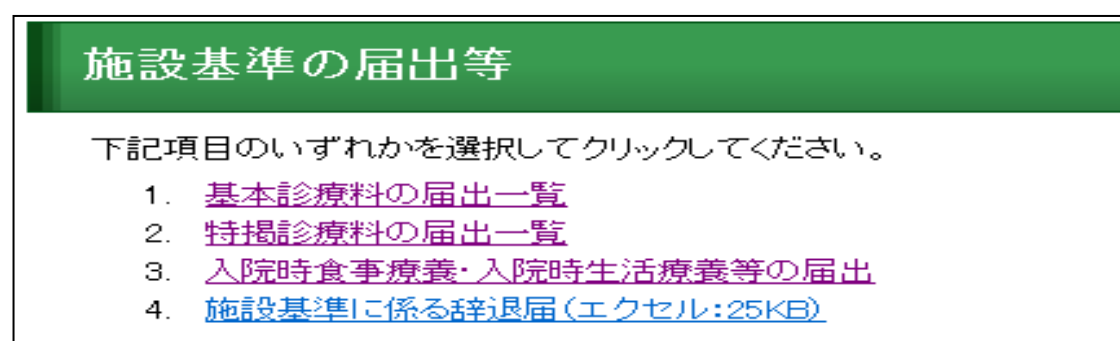 施設基準の届出等
下記項目のいずれかを選択してクリックしてください。
1. 基本診療料の届出一覧
2. 特掲診療料の届出一覧
3. 入院時食事療養・入院時生活療養等の届出
4. 施設基準に係る辞退届(エクセル:25KB)